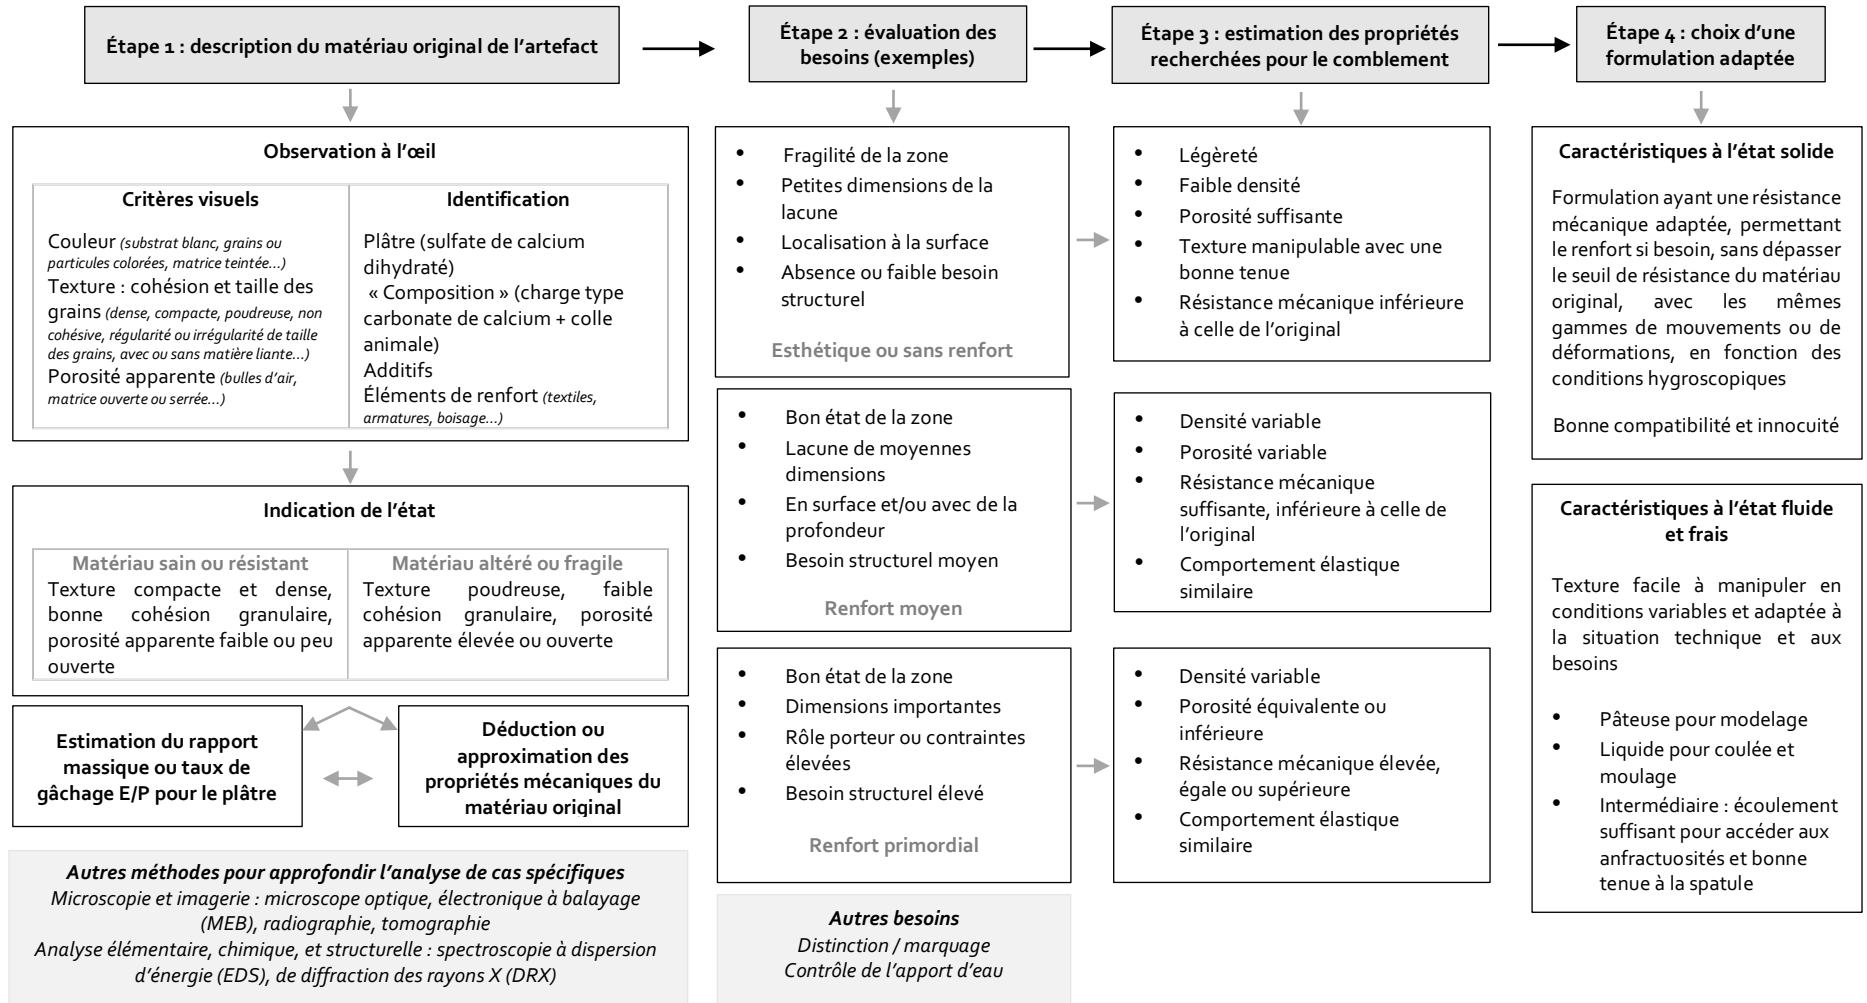 Étape 1 : description du matériau original de l’artefact
Étape 2 : évaluation des
besoins (exemples)
Étape 3 : estimation des propriétés
recherchées pour le comblement
Étape 4 : choix d’une
formulation adaptée
Observation à l’œil
Critères visuels
Couleur (substrat blanc, grains ou
particules colorées, matrice teintée...)
Texture : cohésion et taille des
grains (dense, compacte, poudreuse, non
cohésive, régularité ou irrégularité de taille
des grains, avec ou sans matière liante...)
Porosité apparente (bulles d’air,
matrice ouverte ou serrée...)
Identification
Plâtre (sulfate de calcium
dihydraté)
« Composition » (charge type
carbonate de calcium + colle
animale)
Additifs
Éléments de renfort (textiles,
armatures, boisage...)
Indication de l’état
Matériau sain ou résistant
Texture compacte et dense,
bonne cohésion granulaire,
porosité apparente faible ou peu
ouverte
Matériau altéré ou fragile
Texture poudreuse, faible
cohésion granulaire, porosité
apparente élevée ou ouverte
Estimation du rapport
massique ou taux de
gâchage E/P pour le plâtre
Déduction ou
approximation des
propriétés mécaniques du
matériau original
Autres méthodes pour approfondir l’analyse de cas spécifiques
Microscopie et imagerie : microscope optique, électronique à balayage
(MEB), radiographie, tomographie
Analyse élémentaire, chimique, et structurelle : spectroscopie à dispersion
d’énergie (EDS), de diffraction des rayons X (DRX)
• Fragilité de la zone
• Petites dimensions de la
lacune
• Localisation à la surface
• Absence ou faible besoin
structurel
Esthétique ou sans renfort
• Bon état de la zone
• Lacune de moyennes
dimensions
• En surface et/ou avec de la
profondeur
• Besoin structurel moyen
Renfort moyen
• Bon état de la zone
• Dimensions importantes
• Rôle porteur ou contraintes
élevées
• Besoin structurel élevé
Renfort primordial
Autres besoins
Distinction / marquage
Contrôle de l’apport d’eau
• Légèreté
• Faible densité
• Porosité suffisante
• Texture manipulable avec une
bonne tenue
• Résistance mécanique inférieure
à celle de l’original
• Densité variable
• Porosité variable
• Résistance mécanique
suffisante, inférieure à celle de
l’original
• Comportement élastique
similaire
• Densité variable
• Porosité équivalente ou
inférieure
• Résistance mécanique élevée,
égale ou supérieure
• Comportement élastique
similaire
Caractéristiques à l’état solide
Formulation ayant une résistance
mécanique adaptée, permettant
le renfort si besoin, sans dépasser
le seuil de résistance du matériau
original, avec les mêmes
gammes de mouvements ou de
déformations, en fonction des
conditions hygroscopiques
Bonne compatibilité et innocuité
Caractéristiques à l’état fluide
et frais
Texture facile à manipuler en
conditions variables et adaptée à
la situation technique et aux
besoins
• Pâteuse pour modelage
• Liquide pour coulée et
moulage
• Intermédiaire : écoulement
suffisant pour accéder aux
anfractuosités et bonne
tenue à la spatule